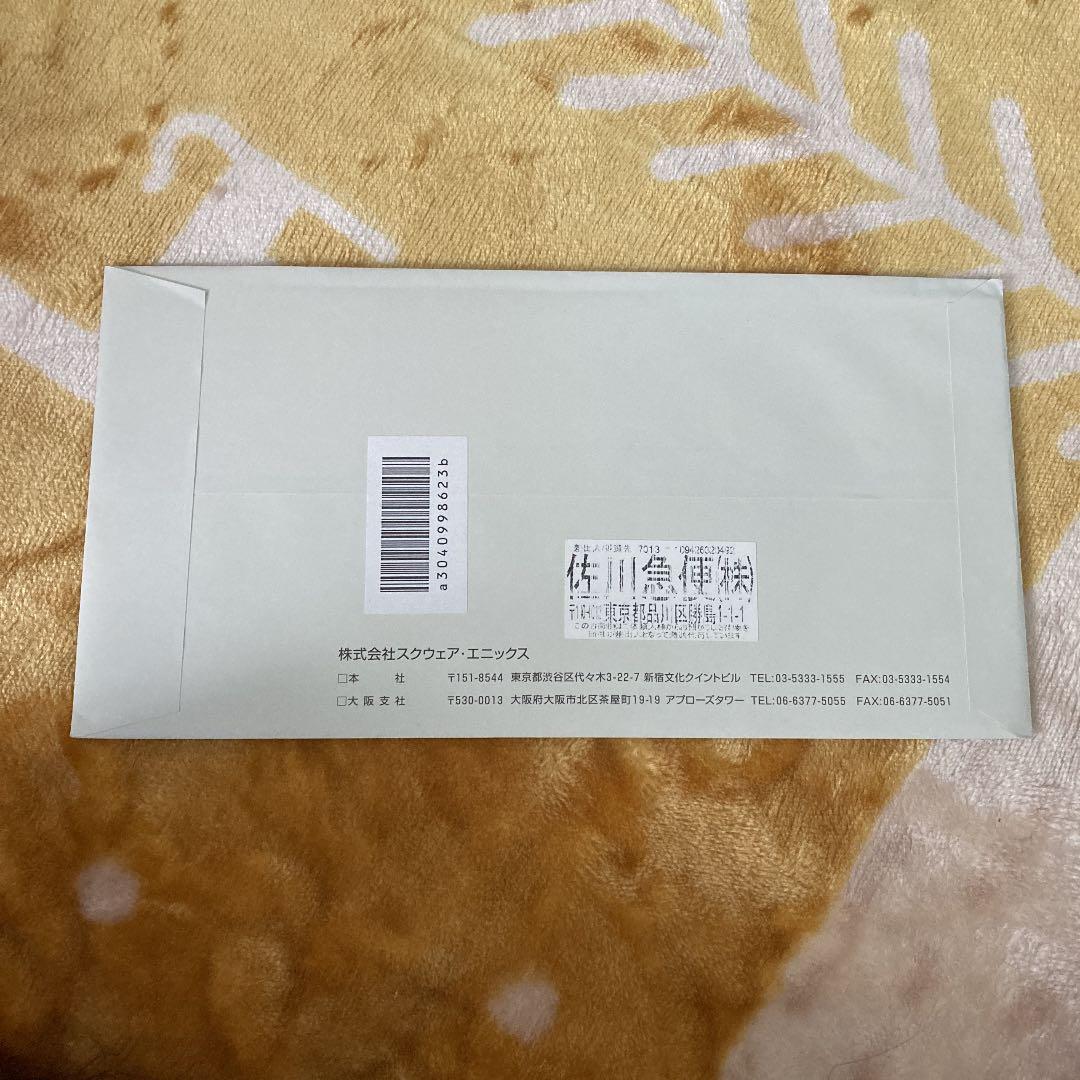 a30409986236
佐川急便(株)
東京都品川区勝島1-1-1
株式会社スクウェア・エニックス
□本 社 〒151-8544 東京都渋谷区代々木3-22-7 新宿文化クイントビル TEL:03-5333-1555 FAX:03-5333-1554
□大阪支社 〒530-0013 大阪府大阪市北区茶屋町19-19 アプローズタワー TEL:06-6377-5055 FAX:06-6377-5051